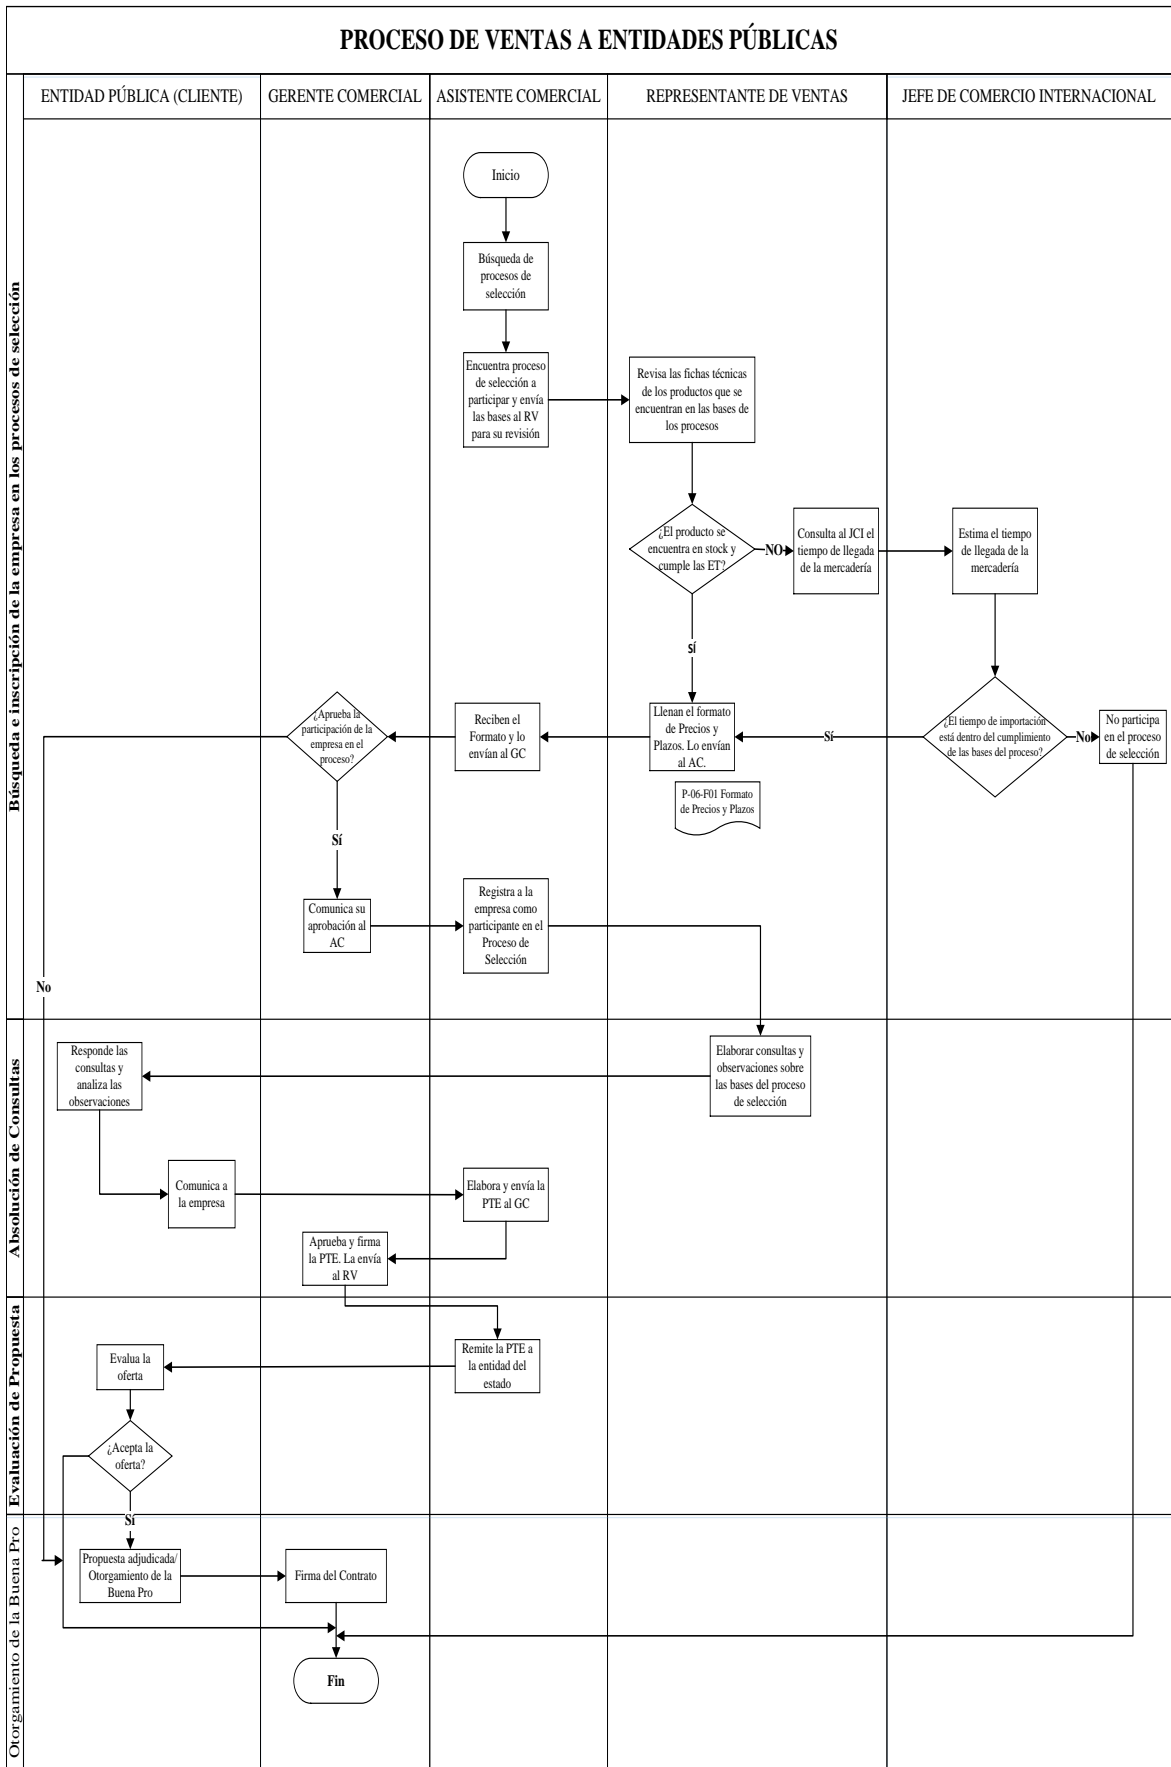 PROCESO DE VENTAS A ENTIDADES PÚBLICAS
ENTIDAD PÚBLICA (CLIENTE)
GERENTE COMERCIAL
ASISTENTE COMERCIAL
REPRESENTANTE DE VENTAS
JEFE DE COMERCIO INTERNACIONAL
Búsqueda e inscripción de la empresa en los procesos de selección
Inicio
Búsqueda de
procesos de
selección
Encuentra proceso
de selección a
participar y envía
las bases al RV
para su revisión
Revisa las fichas técnicas
de los productos que se
encuentran en las bases de
los procesos
¿El producto se
encuentra en stock y
cumple las ET?
NO
Consulta al JCI el
tiempo de llegada
de la mercadería
Estima el tiempo
de llegada de la
mercadería
SÍ
¿Aprueba la
participación de la
empresa en el
proceso?
Reciben el
Formato y lo
envían al GC
Llenan el formato
de Precios y
Plazos. Lo envían
al AC.
Sí
¿El tiempo de importación
está dentro del cumplimiento
de las bases del proceso?
No
No participa
en el proceso
de selección
P-06-F01 Formato
de Precios y Plazos
Sí
Comunica su
aprobación al
AC
Registra a la
empresa como
participante en el
Proceso de
Selección
No
Absolución de Consultas
Responde las
consultas y
analiza las
observaciones
Elaborar consultas y
observaciones sobre
las bases del proceso
de selección
Comunica a
la empresa
Elabora y envía la
PTE al GC
Aprueba y firma
la PTE. La envía
al RV
Evaluación de Propuesta
Evalua la
oferta
Remite la PTE a
la entidad del
estado
¿Acepta la
oferta?
Sí
Otorgamiento de la Buena Pro
Propuesta adjudicada/
Otorgamiento de la
Buena Pro
Firma del Contrato
Fin